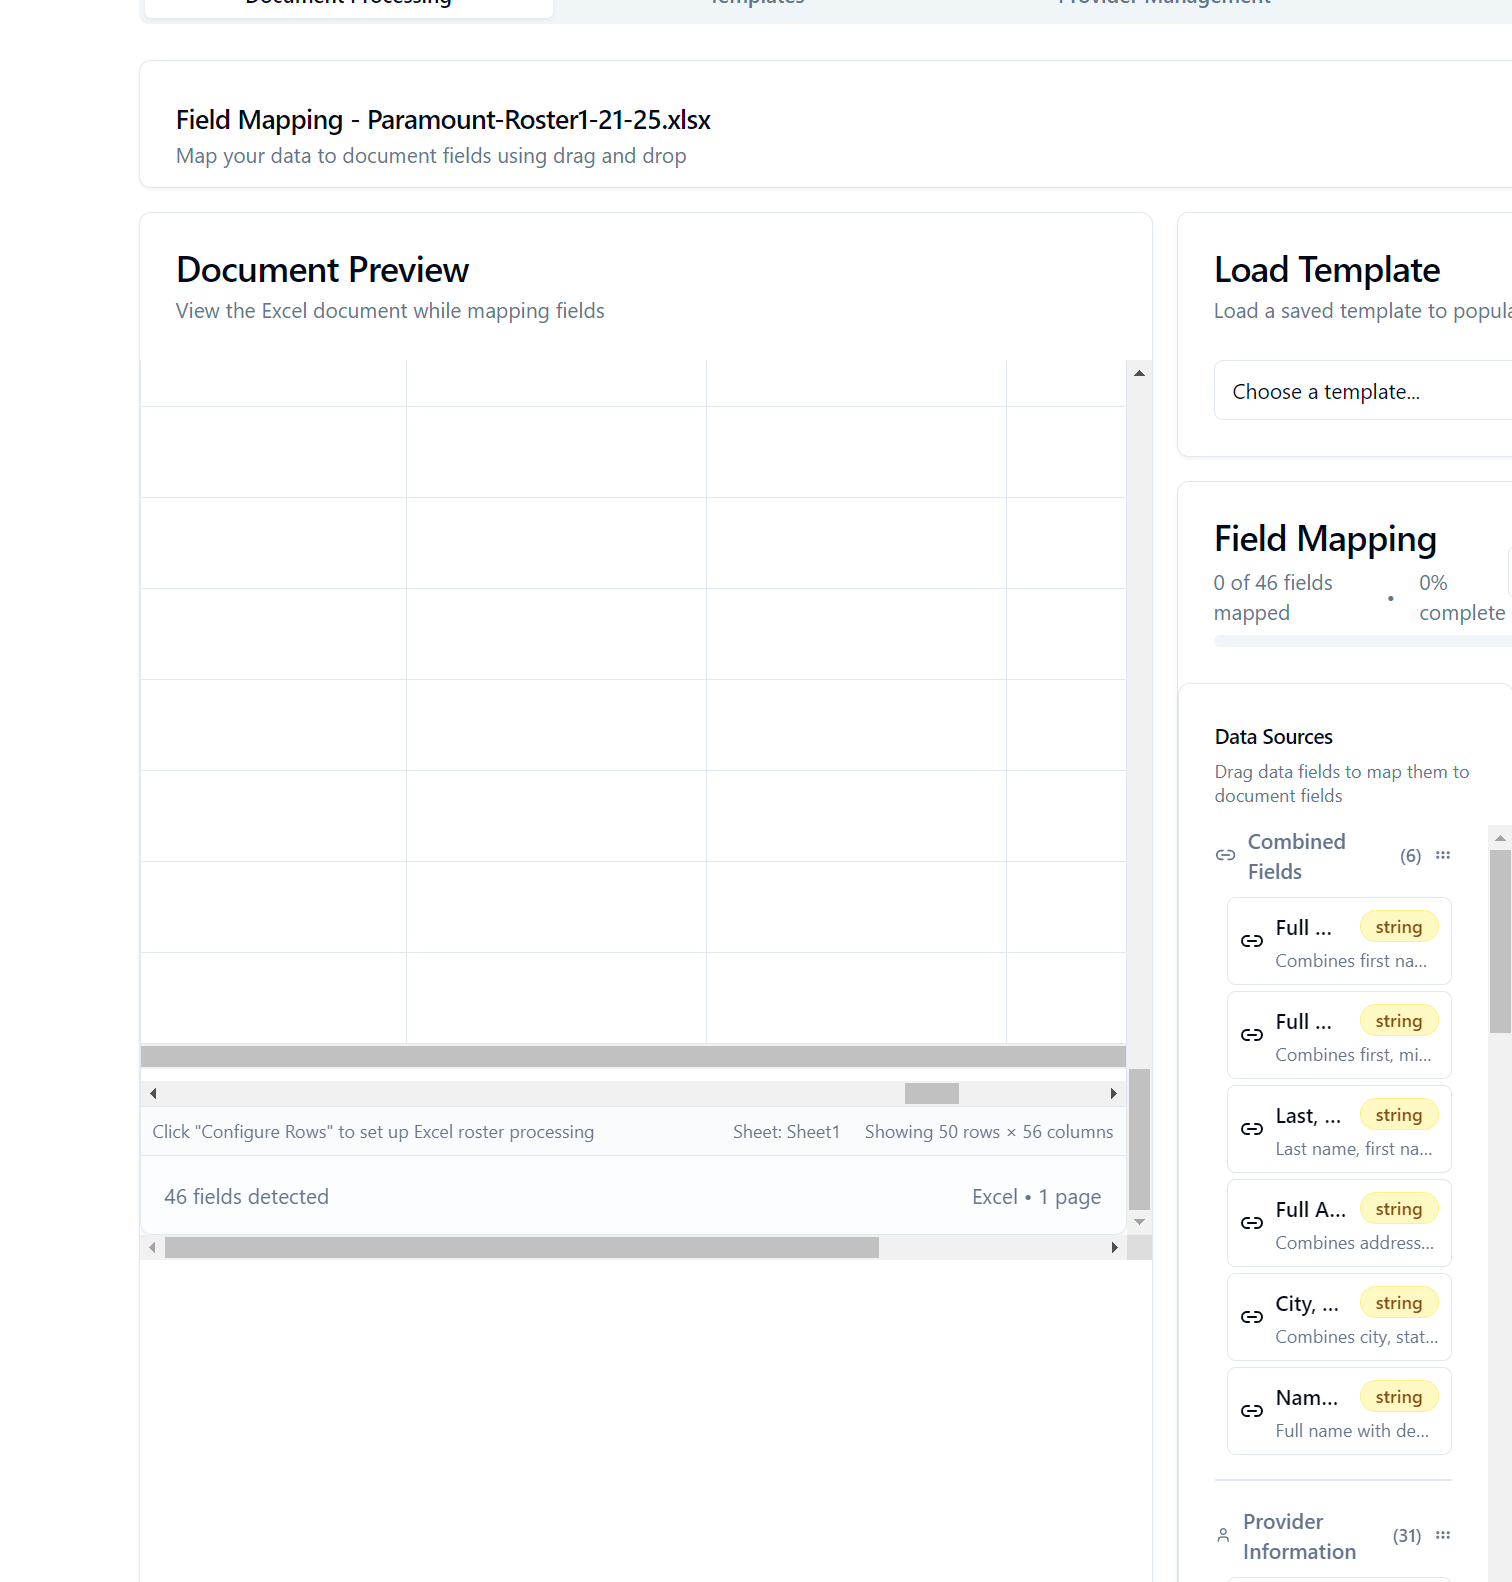 Document Processing
Templates
Provider Management
Field Mapping - Paramount-Roster1-21-25.xlsx
Map your data to document fields using drag and drop
Document Preview
View the Excel document while mapping fields
Click "Configure Rows" to set up Excel roster processing
Sheet: Sheet1
Showing 50 rows × 56 columns
46 fields detected
Excel • 1 page
Load Template
Load a saved template to popula
Choose a template...
Field Mapping
0 of 46 fields
mapped
•
0%
complete
Data Sources
Drag data fields to map them to
document fields
Combined
Fields
(6)
Full ...
string
Combines first na...
Full ...
string
Combines first, mi...
Last, ...
string
Last name, first na...
Full A...
string
Combines address...
City, ...
string
Combines city, stat...
Nam...
string
Full name with de...
Provider
Information
(31)